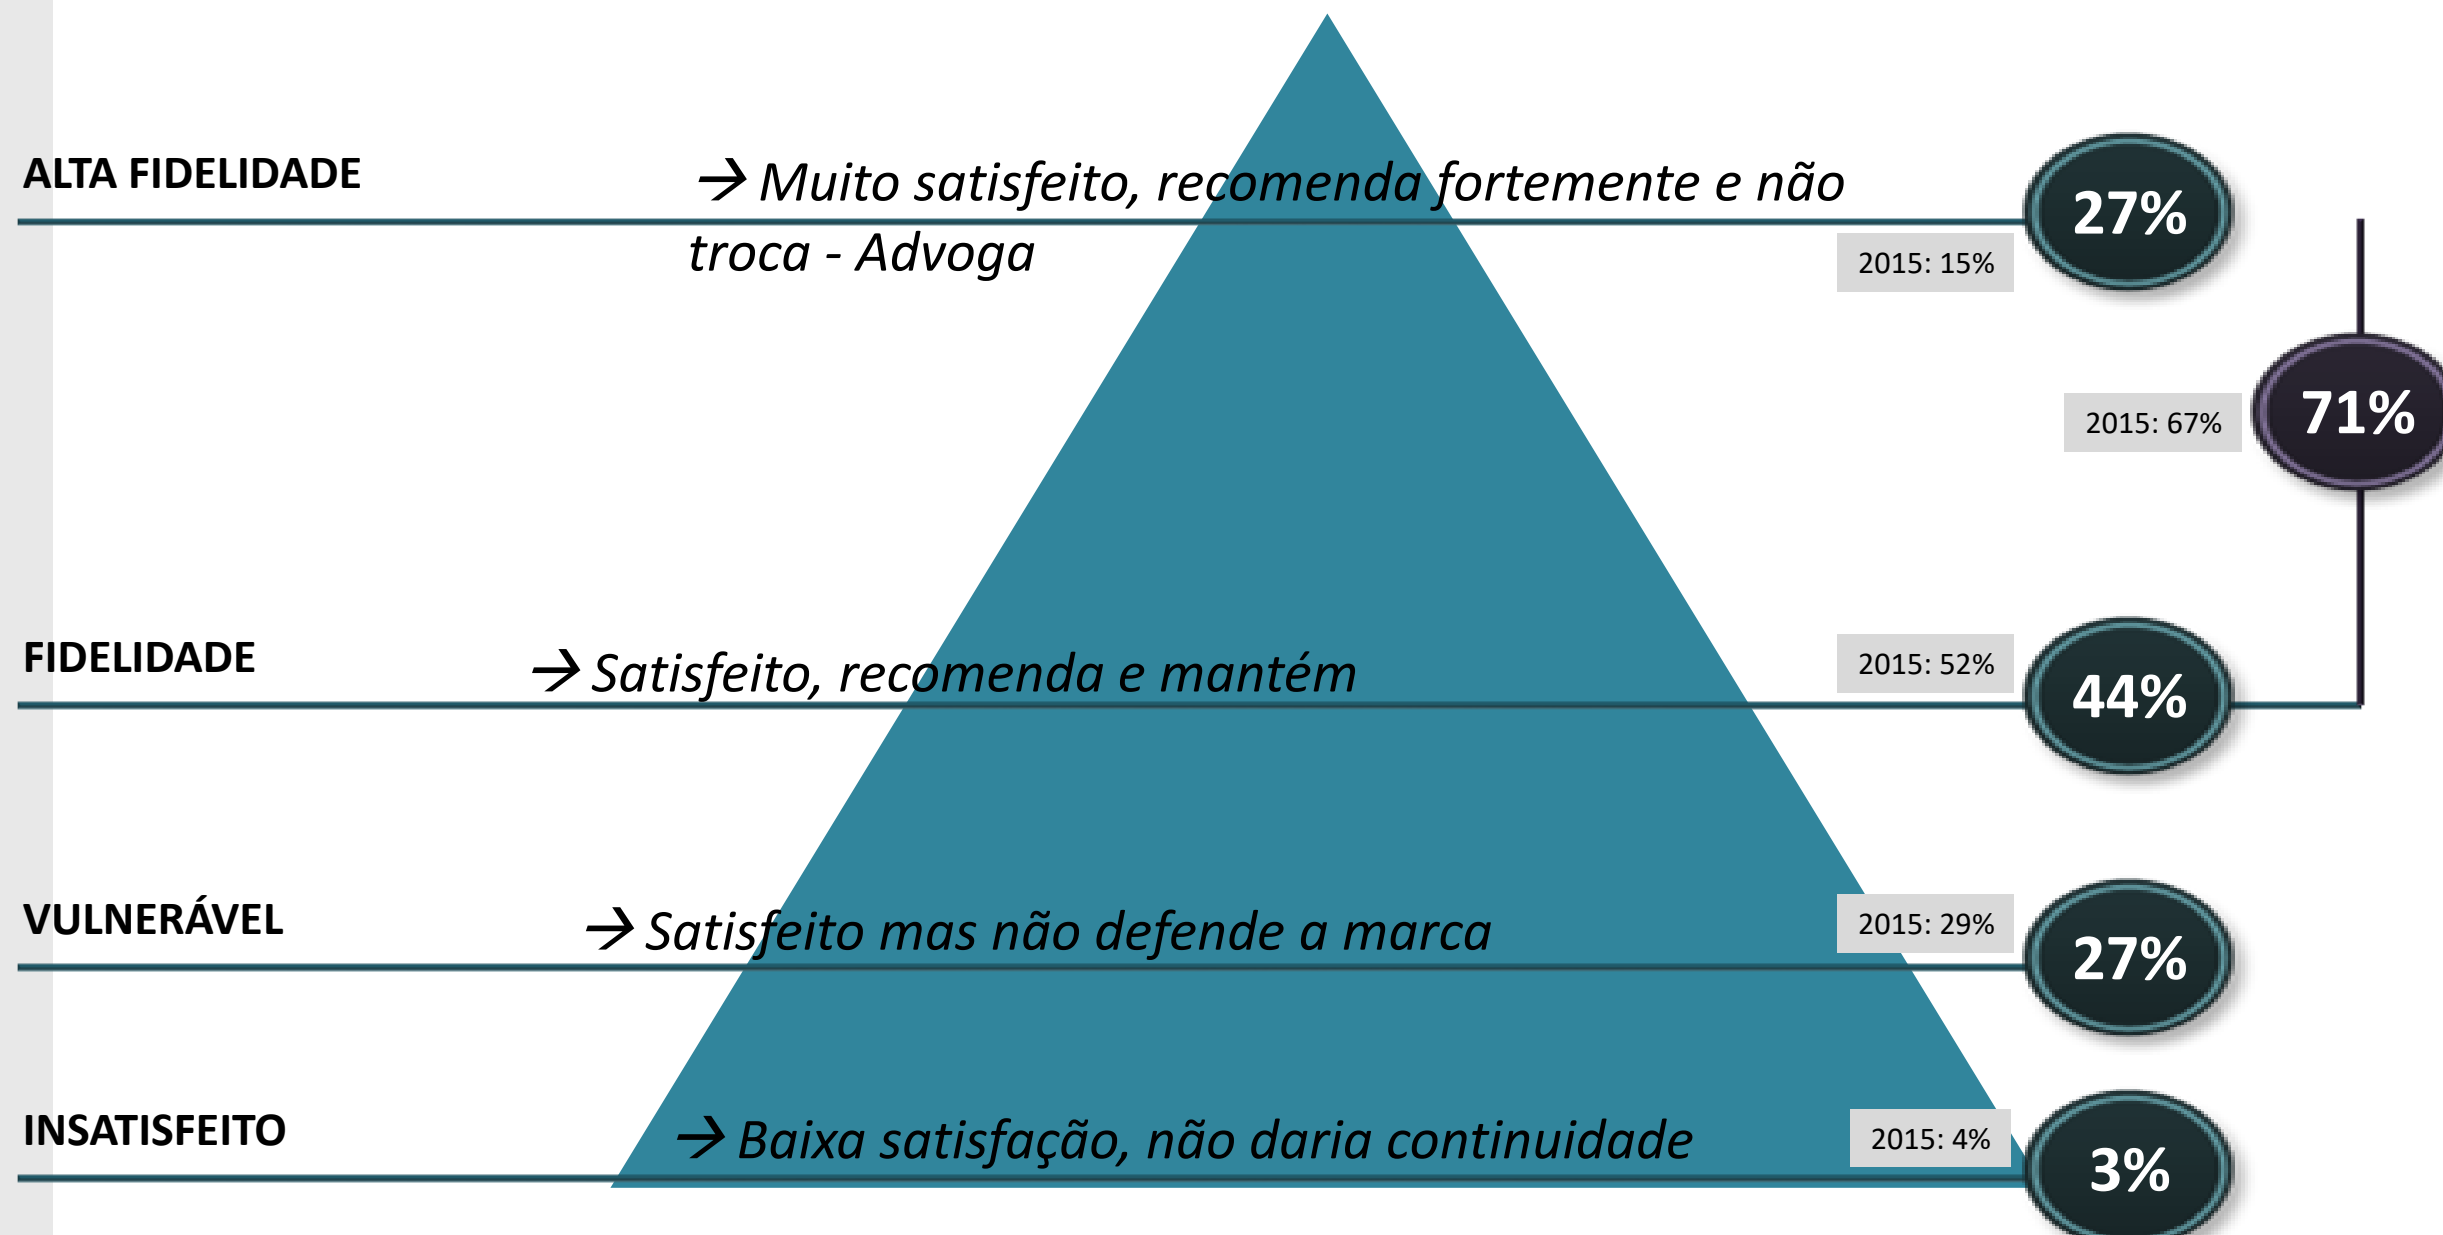 ALTA FIDELIDADE
→ Muito satisfeito, recomenda fortemente e não
troca - Advoga
27%
2015: 15%
71%
2015: 67%
FIDELIDADE
→ Satisfeito, recomenda e mantém
2015: 52%
44%
VULNERÁVEL
→ Satisfeito mas não defende a marca
2015: 29%
27%
INSATISFEITO
→ Baixa satisfação, não daria continuidade
2015: 4%
3%